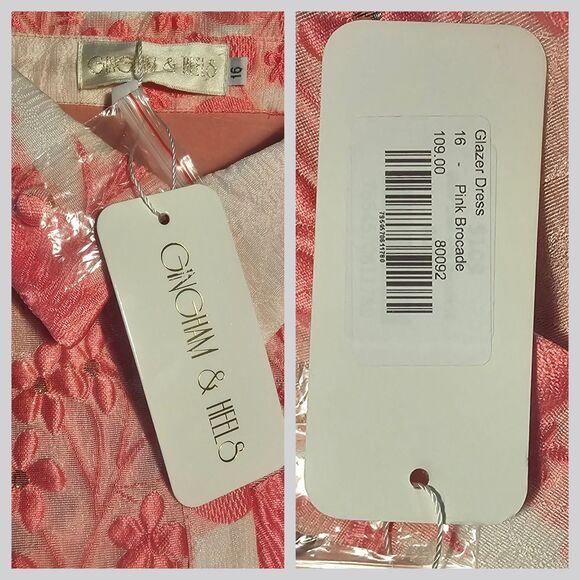 GINGHAM & HEELS
16
GINGHAM & HEELS
Glazer Dress
16 - Pink Brocade
109.00 80092